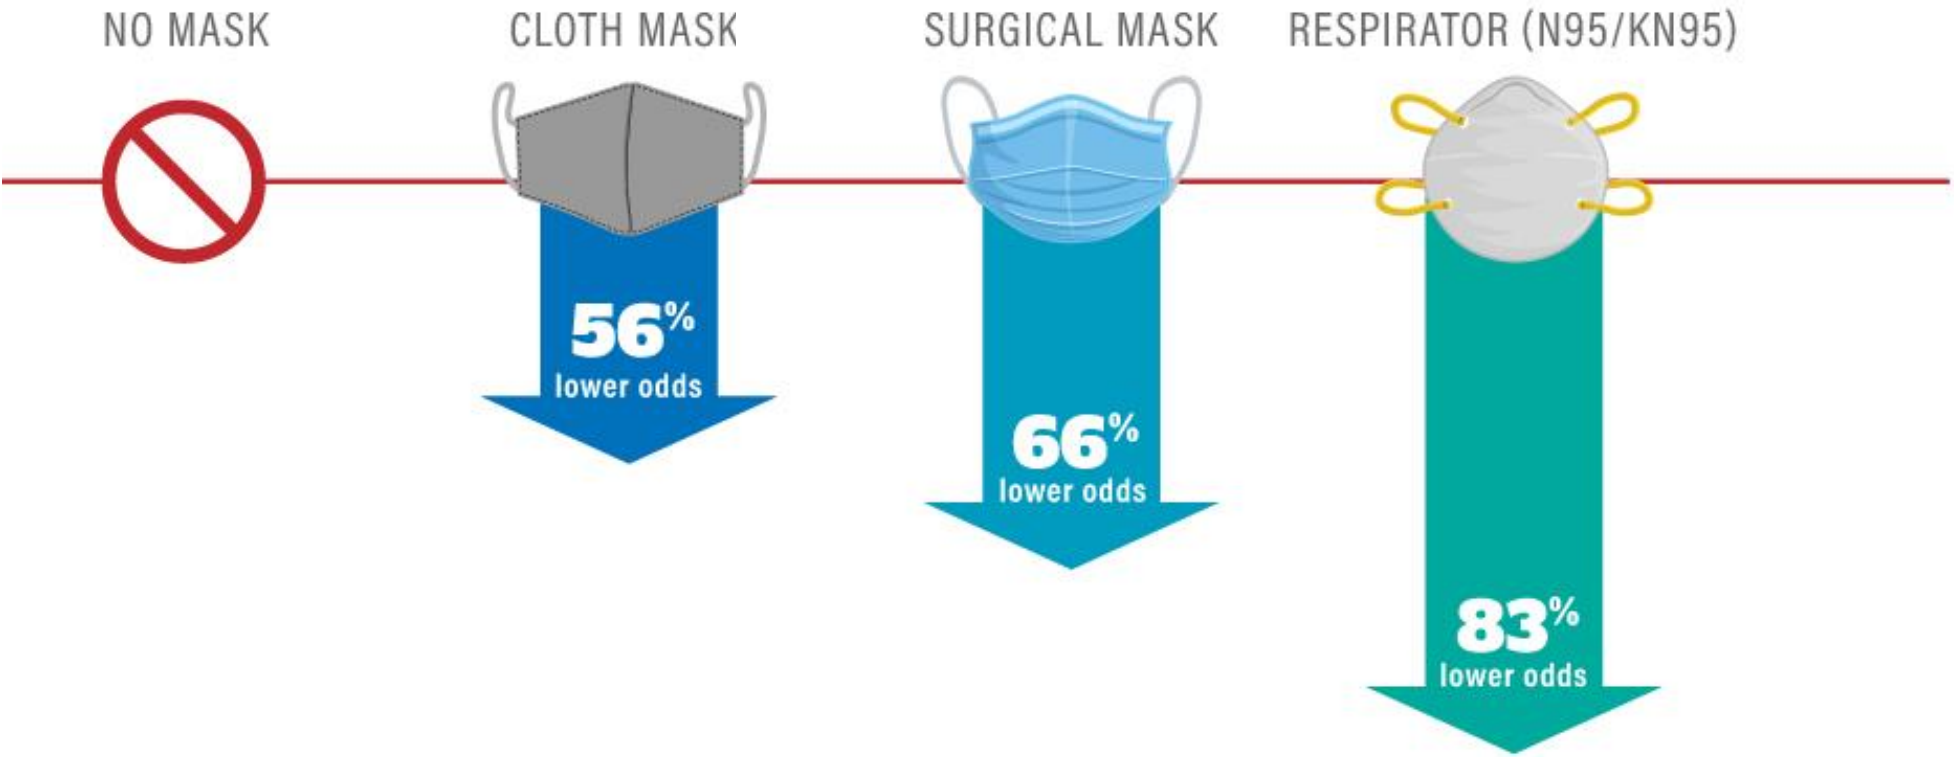 NO MASK
CLOTH MASK
SURGICAL MASK
RESPIRATOR (N95/KN95)
56%
lower odds
66%
lower odds
83%
lower odds